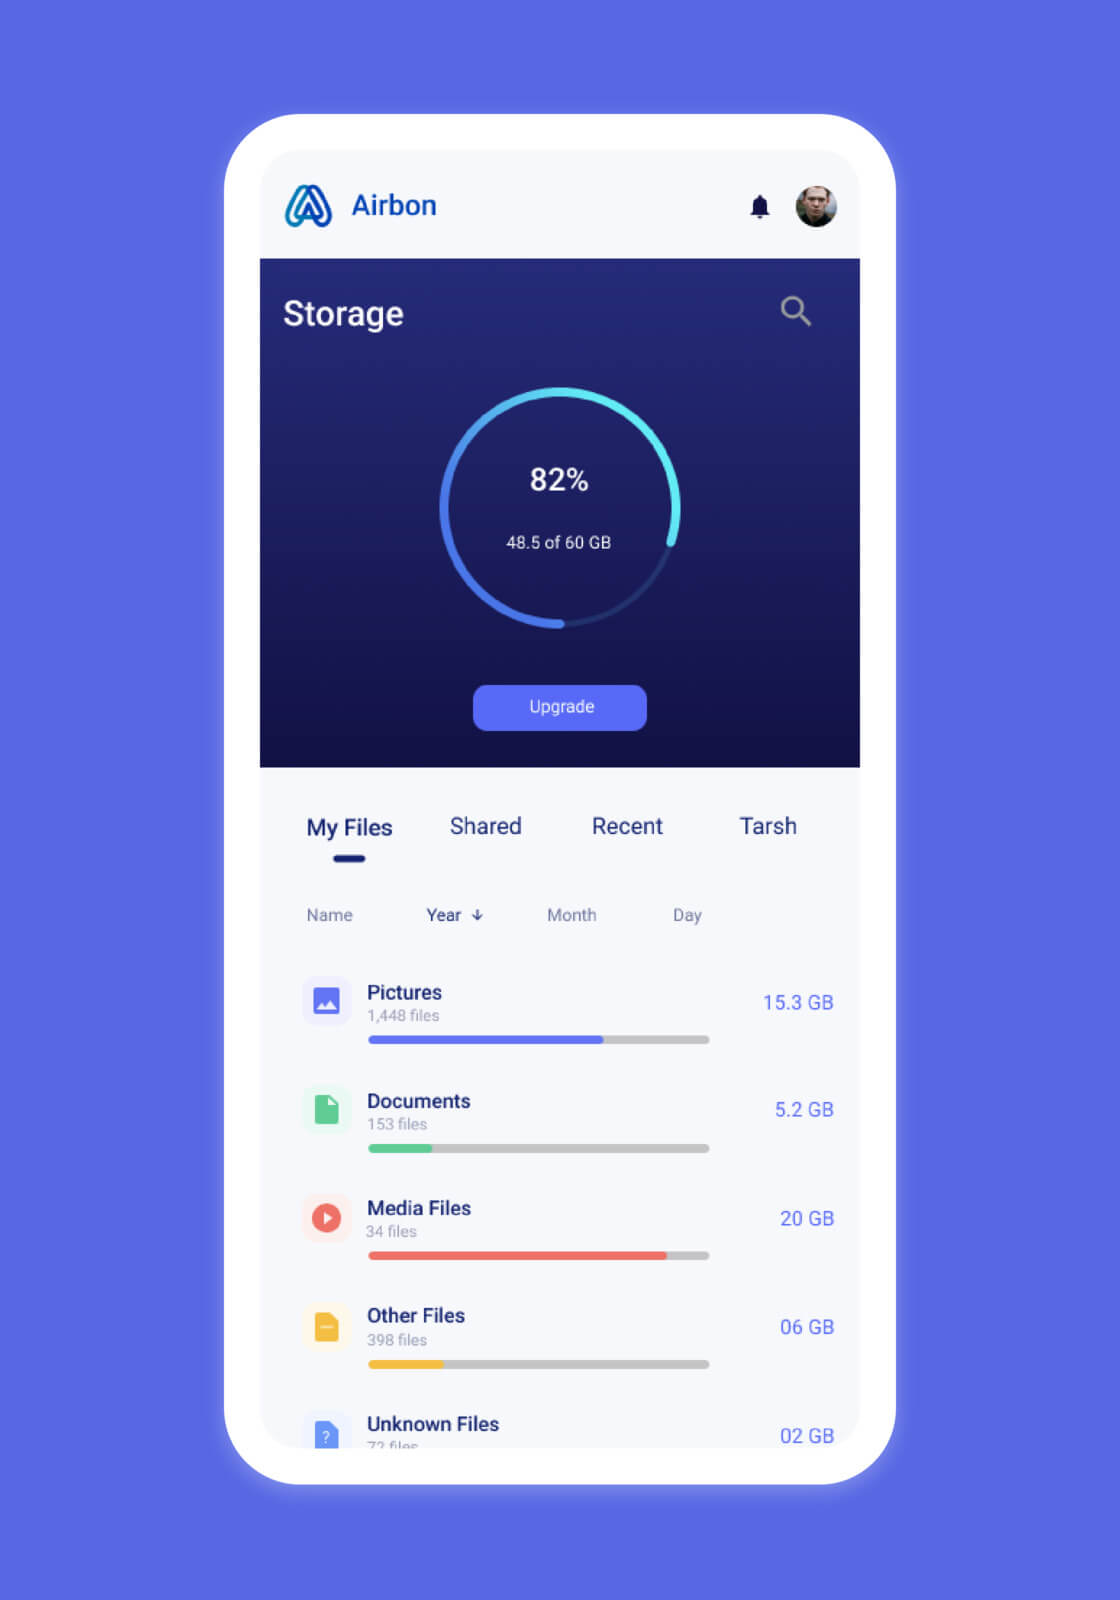 Airbon
Storage
82%
48.5 of 60 GB
Upgrade
My Files Shared Recent Tarsh
Name Year Month Day
Pictures
1,448 files
15.3 GB
Documents
153 files
5.2 GB
Media Files
34 files
20 GB
Other Files
398 files
06 GB
Unknown Files
72 files
02 GB
?